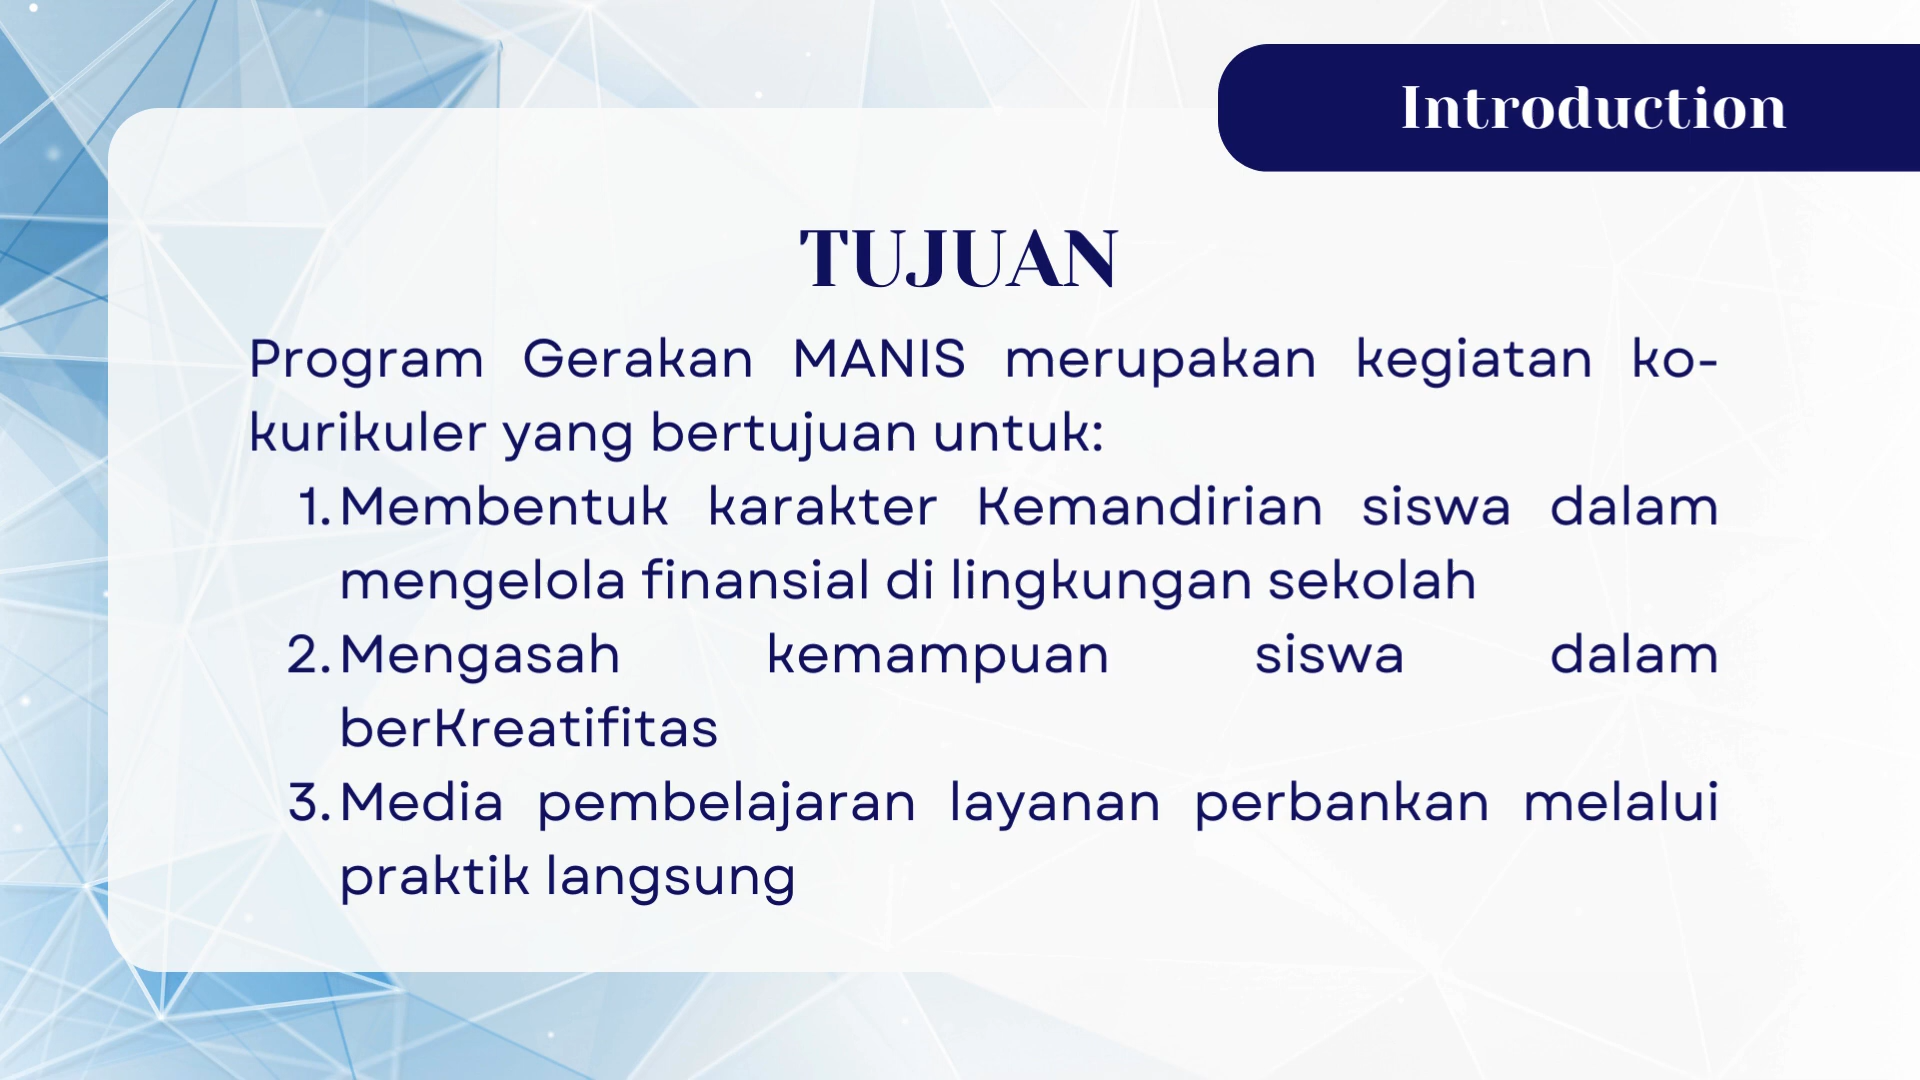 Introduction
TUJUAN
Program Gerakan MANIS merupakan kegiatan ko-
kurikuler yang bertujuan untuk:
1. Membentuk karakter Kemandirian siswa dalam
mengelola finansial di lingkungan sekolah
2. Mengasah kemampuan siswa dalam
berKreatifitas
3. Media pembelajaran layanan perbankan melalui
praktik langsung